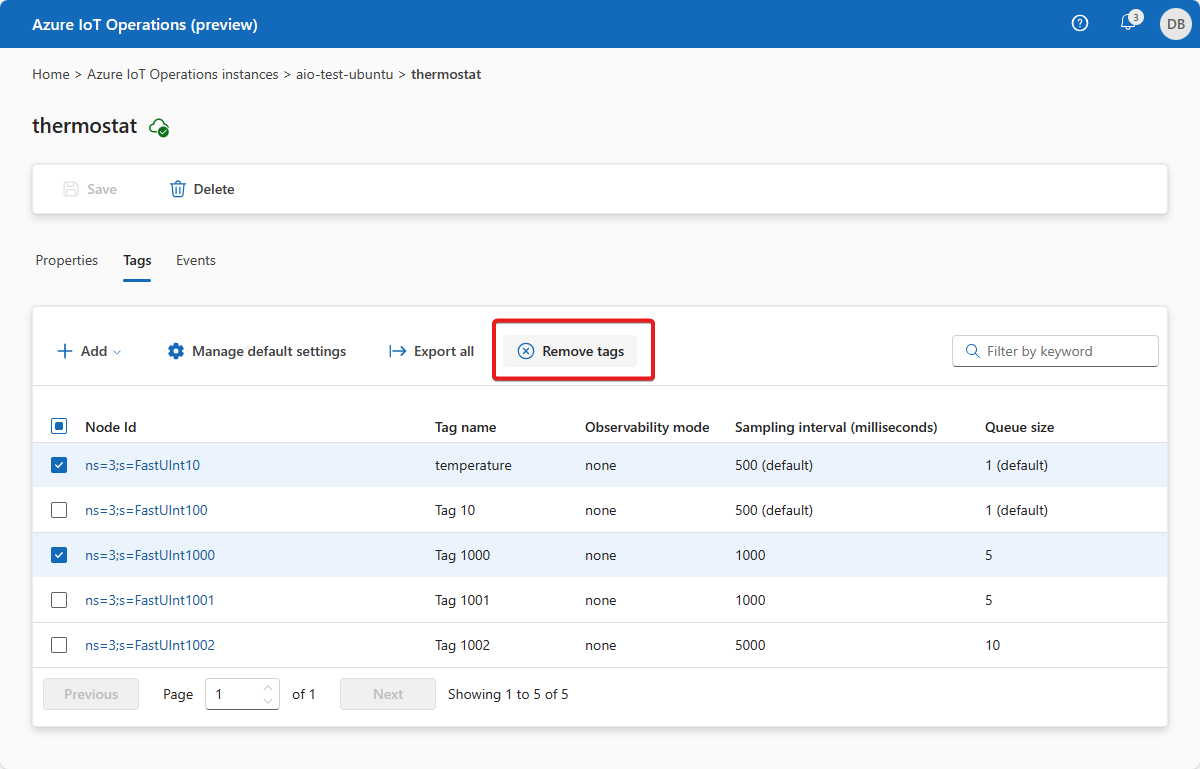 Azure IoT Operations (preview)
3
DB
Home > Azure IoT Operations instances > aio-test-ubuntu > thermostat
thermostat
Save Delete
Properties Tags Events
Add Manage default settings Export all Remove tags Filter by keyword
Node Id Tag name Observability mode Sampling interval (milliseconds) Queue size
ns=3;s=FastUInt10 temperature none 500 (default) 1 (default)
ns=3;s=FastUInt100 Tag 10 none 500 (default) 1 (default)
ns=3;s=FastUInt1000 Tag 1000 none 1000 5
ns=3;s=FastUInt1001 Tag 1001 none 1000 5
ns=3;s=FastUInt1002 Tag 1002 none 5000 10
Previous Page 1 of 1 Next Showing 1 to 5 of 5